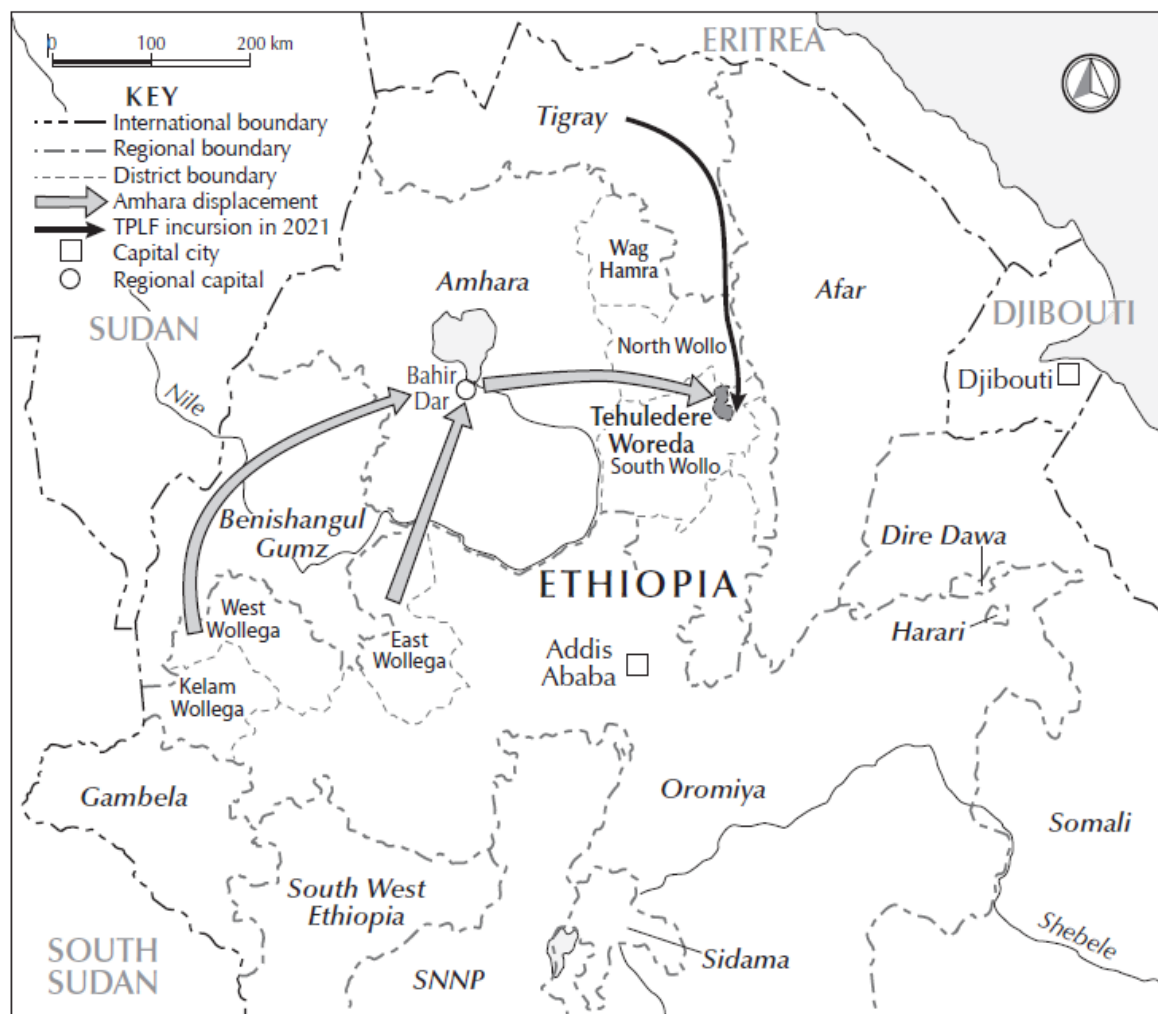 0 100 200 km
KEY
International boundary
Regional boundary
District boundary
Amhara displacement
TPLF incursion in 2021
Capital city
Regional capital
ERITREA
Tigray
Wag
Hamra
Amhara
Afar
SUDAN
DJIBOUTI
North Wollo
Djibouti
Bahir
Dar
Nile
Tehuledere
Woreda
South Wollo
Benishangul
Gumz
Dire Dawa
ETHIOPIA
West
Wollega
East
Wollega
Harari
Addis
Ababa
Kelam
Wollega
Gambela
Oromiya
Somali
South West
Ethiopia
Shebele
SOUTH
SUDAN
SNNP
Sidama